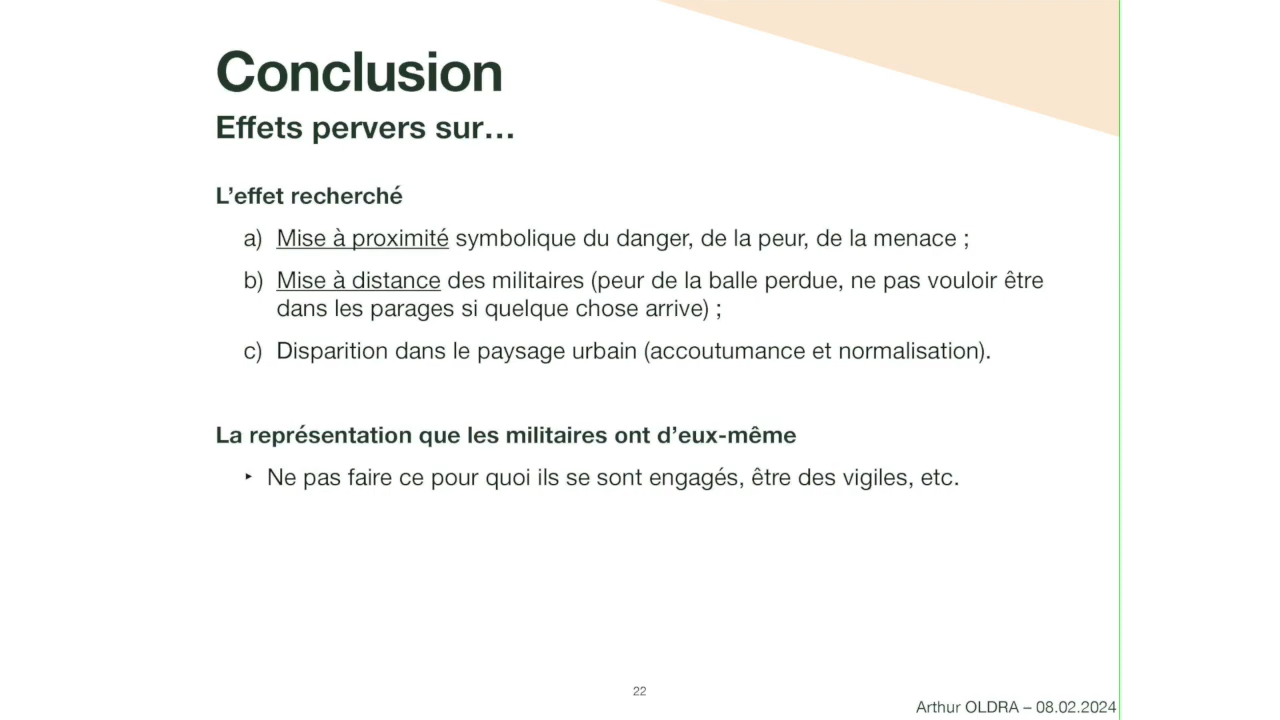 Conclusion
Effets pervers sur…
L’effet recherché
a) Mise à proximité symbolique du danger, de la peur, de la menace ;
b) Mise à distance des militaires (peur de la balle perdue, ne pas vouloir être
dans les parages si quelque chose arrive) ;
c) Disparition dans le paysage urbain (accoutumance et normalisation).
La représentation que les militaires ont d’eux-même
‣ Ne pas faire ce pour quoi ils se sont engagés, être des vigiles, etc.
22
Arthur OLDRA – 08.02.2024